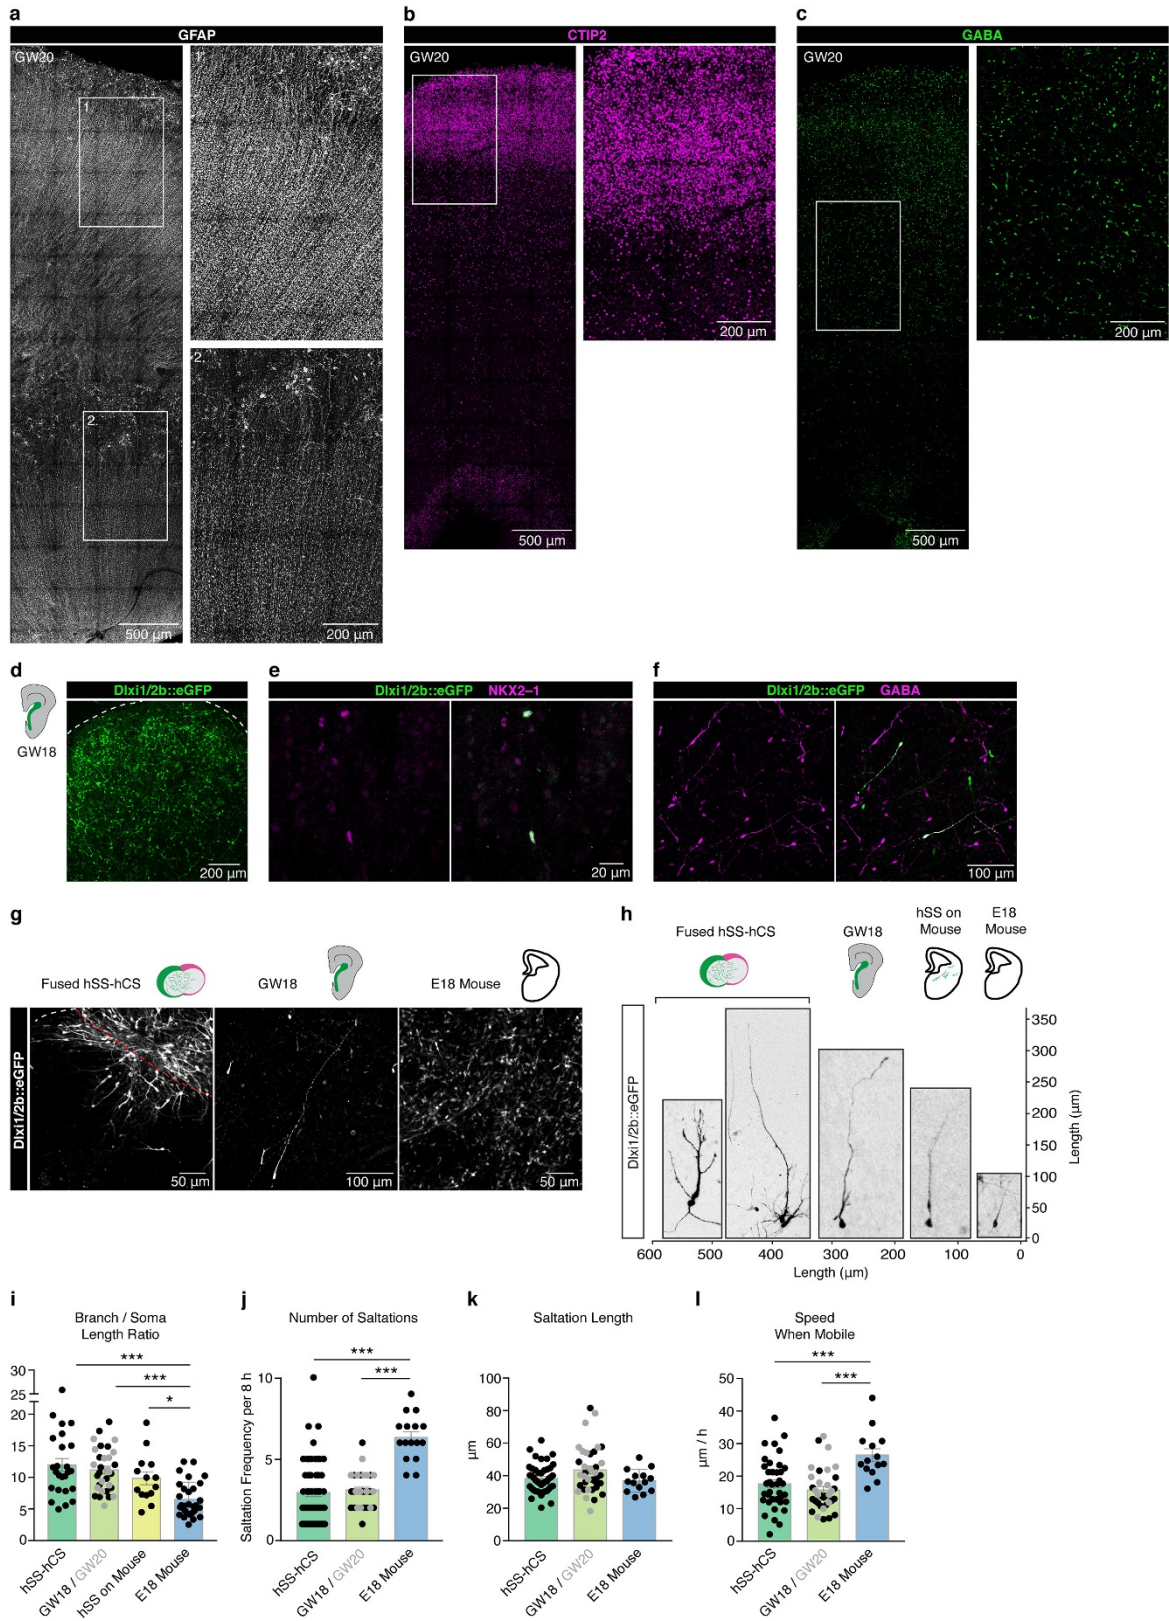 a
GFAP
GW20
1.
2.
500 µm
1.
2.
200 µm
b
CTIP2
GW20
500 µm
200 µm
c
GABA
GW20
500 µm
200 µm
d
Dlxi1/2b::eGFP
GW18
200 µm
e
Dlxi1/2b::eGFP NKX2–1
20 µm
f
Dlxi1/2b::eGFP GABA
100 µm
g
Fused hSS-hCS
GW18
E18 Mouse
Dlxi1/2b::eGFP
50 µm
100 µm
50 µm
h
Fused hSS-hCS
GW18
hSS on
Mouse
E18
Mouse
Dlxi1/2b::eGFP
350
300
250
200
150
100
50
0
Length (µm)
600 500 400 300 200 100 0
Length (µm)
i
Branch / Soma
Length Ratio
***
***
*
30
25
20
15
10
5
0
hSS-hCS
GW18 / GW20
hSS on Mouse
E18 Mouse
j
Number of Saltations
***
***
Saltation Frequency per 8 h
10
5
0
hSS-hCS
GW18 / GW20
E18 Mouse
k
Saltation Length
µm
100
80
60
40
20
0
hSS-hCS
GW18 / GW20
E18 Mouse
l
Speed
When Mobile
***
***
µm / h
50
40
30
20
10
0
hSS-hCS
GW18 / GW20
E18 Mouse